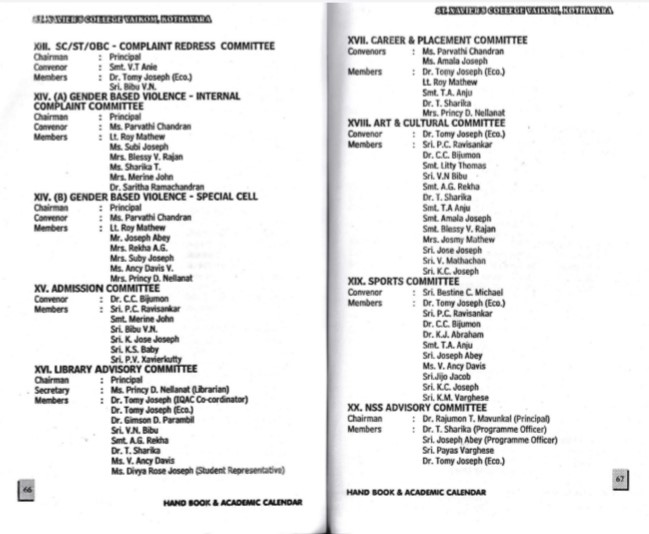 ST. XAVIER'S COLLEGE VAIKOM, KOTHAVARA
XIII. SC/ST/OBC - COMPLAINT REDRESS COMMITTEE
Chairman : Principal
Convenor : Smt. V.T Anie
Members : Dr. Tomy Joseph (Eco.)
Sri. Bibu V.N.
XIV. (A) GENDER BASED VIOLENCE - INTERNAL
COMPLAINT COMMITTEE
Chairman : Principal
Convenor : Ms. Parvathi Chandran
Members : Lt. Roy Mathew
Ms. Subi Joseph
Mrs. Blessy V. Rajan
Ms. Sharika T.
Mrs. Merine John
Dr. Saritha Ramachandran
XIV. (B) GENDER BASED VIOLENCE - SPECIAL CELL
Chairman : Principal
Convenor : Ms. Parvathi Chandran
Members : Lt. Roy Mathew
Mr. Joseph Abey
Mrs. Rekha A.G.
Mrs. Suby Joseph
Ms. Ancy Davis V.
Mrs. Princy D. Nellanat
XV. ADMISSION COMMITTEE
Convenor : Dr. C.C. Bijumon
Members : Sri. P.C. Ravisankar
Smt. Merine John
Sri. Bibu V.N.
Sri. K. Jose Joseph
Sri. K.S. Baby
Sri. P.V. Xavierkutty
XVI. LIBRARY ADVISORY COMMITTEE
Chairman : Principal
Secretary : Ms. Princy D. Nellanat (Librarian)
Members : Dr. Tomy Joseph (IQAC Co-cordinator)
Dr. Tomy Joseph (Eco.)
Dr. Gimson D. Parambil
Sri. V.N. Bibu
Smt. A.G. Rekha
Dr. T. Sharika
Ms. V. Ancy Davis
Ms. Divya Rose Joseph (Student Representative)
66
HAND BOOK & ACADEMIC CALENDAR
ST. XAVIER'S COLLEGE VAIKOM, KOTHAVARA
XVII. CAREER & PLACEMENT COMMITTEE
Convenors : Ms. Parvathi Chandran
Ms. Amala Joseph
Members : Dr. Tomy Joseph (Eco.)
Lt. Roy Mathew
Smt. T.A. Anju
Dr. T. Sharika
Mrs. Princy D. Nellanat
XVIII. ART & CULTURAL COMMITTEE
Convenor : Dr. Tomy Joseph (Eco.)
Members : Sri. P.C. Ravisankar
Dr. C.C. Bijumon
Smt. Litty Thomas
Sri. V.N Bibu
Smt. A.G. Rekha
Dr. T. Sharika
Smt. T.A Anju
Smt. Amala Joseph
Smt. Blessy V. Rajan
Mrs. Josmy Mathew
Sri. Jose Joseph
Sri. V. Mathachan
Sri. K.C. Joseph
XIX. SPORTS COMMITTEE
Convenor : Sri. Bestine C. Michael
Members : Dr. Tomy Joseph (Eco.)
Sri. P.C. Ravisankar
Dr. C.C. Bijumon
Dr. K.J. Abraham
Smt. T.A. Anju
Sri. Joseph Abey
Ms. V. Ancy Davis
Sri.Jijo Jacob
Sri. K.C. Joseph
Sri. K.M. Varghese
XX. NSS ADVISORY COMMITTEE
Chairman : Dr. Rajumon T. Mavunkal (Principal)
Members : Dr. T. Sharika (Programme Officer)
Sri. Joseph Abey (Programme Officer)
Sri. Payas Varghese
Dr. Tomy Joseph (Eco.)
67
HAND BOOK & ACADEMIC CALENDAR